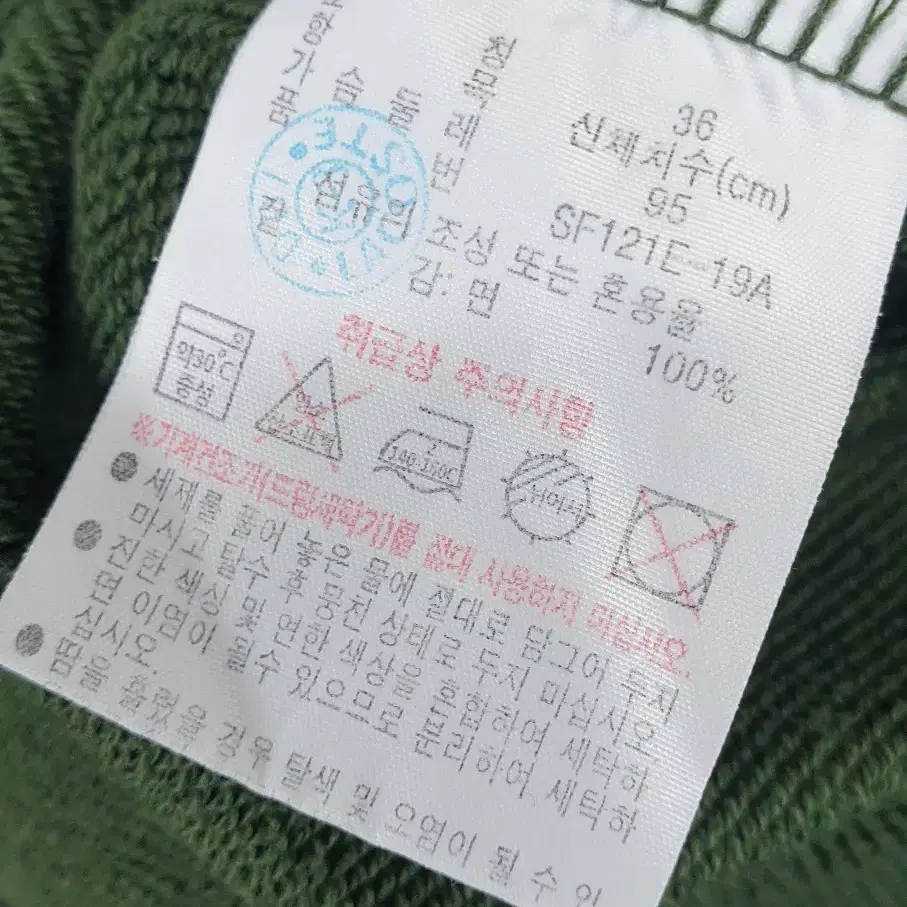 36
신체치수(cm)
95
SF121E-19A
섬유의 조성 또는 혼용율
감: 면 100%
취급상 주의사항
약30℃
중성
140-160℃
드라이
※기계건조기(드럼세탁기)를 절대 사용하지 마십시오.
세제를 풀어 놓은 물에 절대로 담그어 두지
마시고 탈수 후 뭉친 상태로 두지 마십시오
진한 색상 및 연한 색상을 혼합하여 세탁하
면 이염이 될수 있으므로 분리하여 세탁하
십시오.
땀을 흘렸을 경우 탈색 및 오염이 될 수